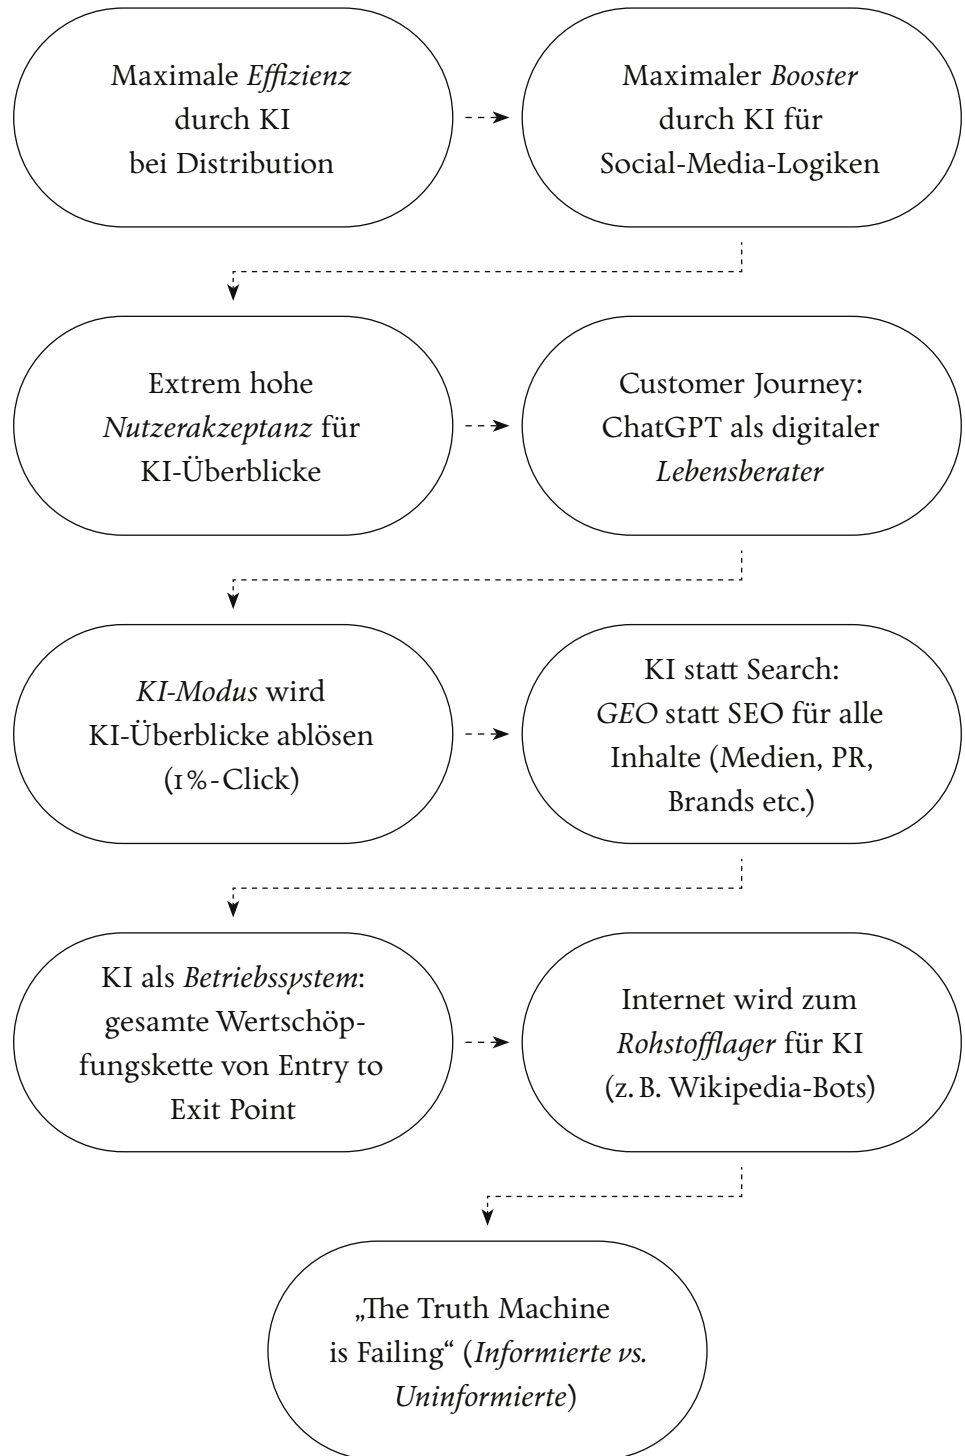 Maximale Effizienz
durch KI
bei Distribution
Maximaler Booster
durch KI für
Social-Media-Logiken
Extrem hohe
Nutzerakzeptanz für
KI-Überblicke
Customer Journey:
ChatGPT als digitaler
Lebensberater
KI-Modus wird
KI-Überblicke ablösen
(1 %-Click)
KI statt Search:
GEO statt SEO für alle
Inhalte (Medien, PR,
Brands etc.)
KI als Betriebssystem:
gesamte Wertschöp-
fungskette von Entry to
Exit Point
Internet wird zum
Rohstofflager für KI
(z. B. Wikipedia-Bots)
„The Truth Machine
is Failing“ (Informierte vs.
Uninformierte)